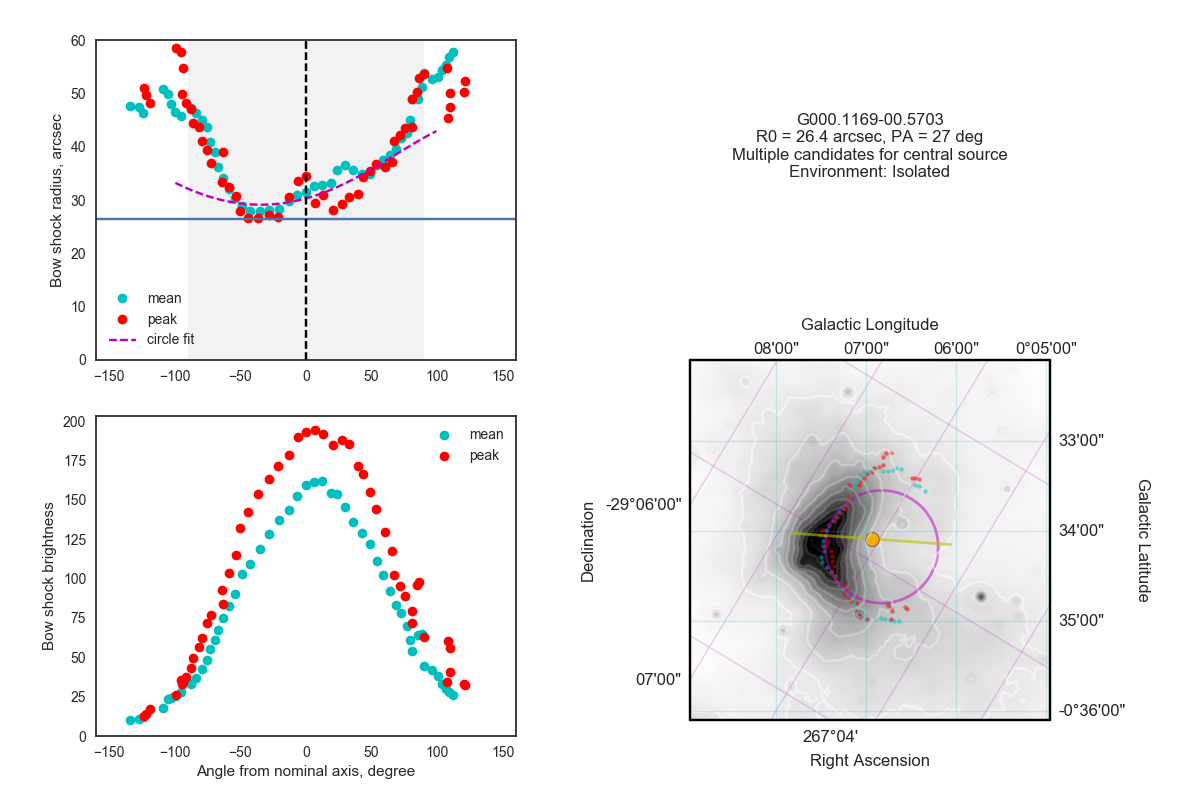 60
50
40
30
20
10
0
Bow shock radius, arcsec
mean
peak
circle fit
−150 −100 −50 0 50 100 150
200
175
150
125
100
75
50
25
0
Bow shock brightness
mean
peak
−150 −100 −50 0 50 100 150
Angle from nominal axis, degree
G000.1169-00.5703
R0 = 26.4 arcsec, PA = 27 deg
Multiple candidates for central source
Environment: Isolated
Galactic Longitude
08'00" 07'00" 06'00" 0°05'00"
33'00"
34'00"
35'00"
-0°36'00"
Galactic Latitude
-29°06'00"
07'00"
Declination
267°04'
Right Ascension